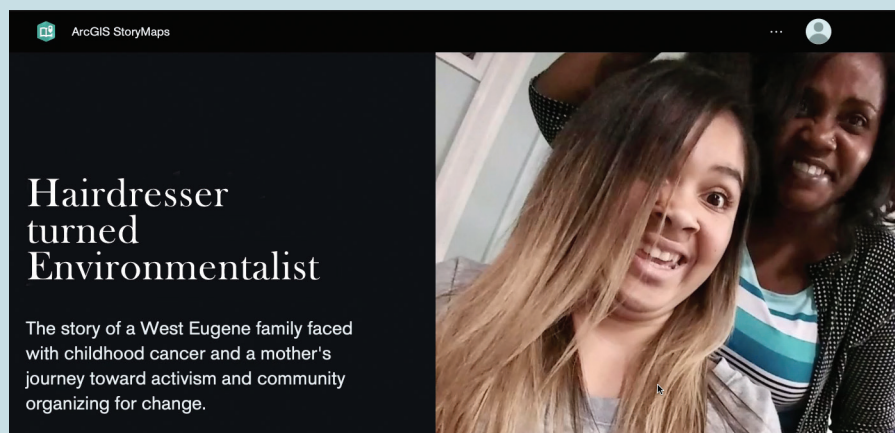 ArcGIS StoryMaps
Hairdresser
turned
Environmentalist
The story of a West Eugene family faced
with childhood cancer and a mother's
journey toward activism and community
organizing for change.